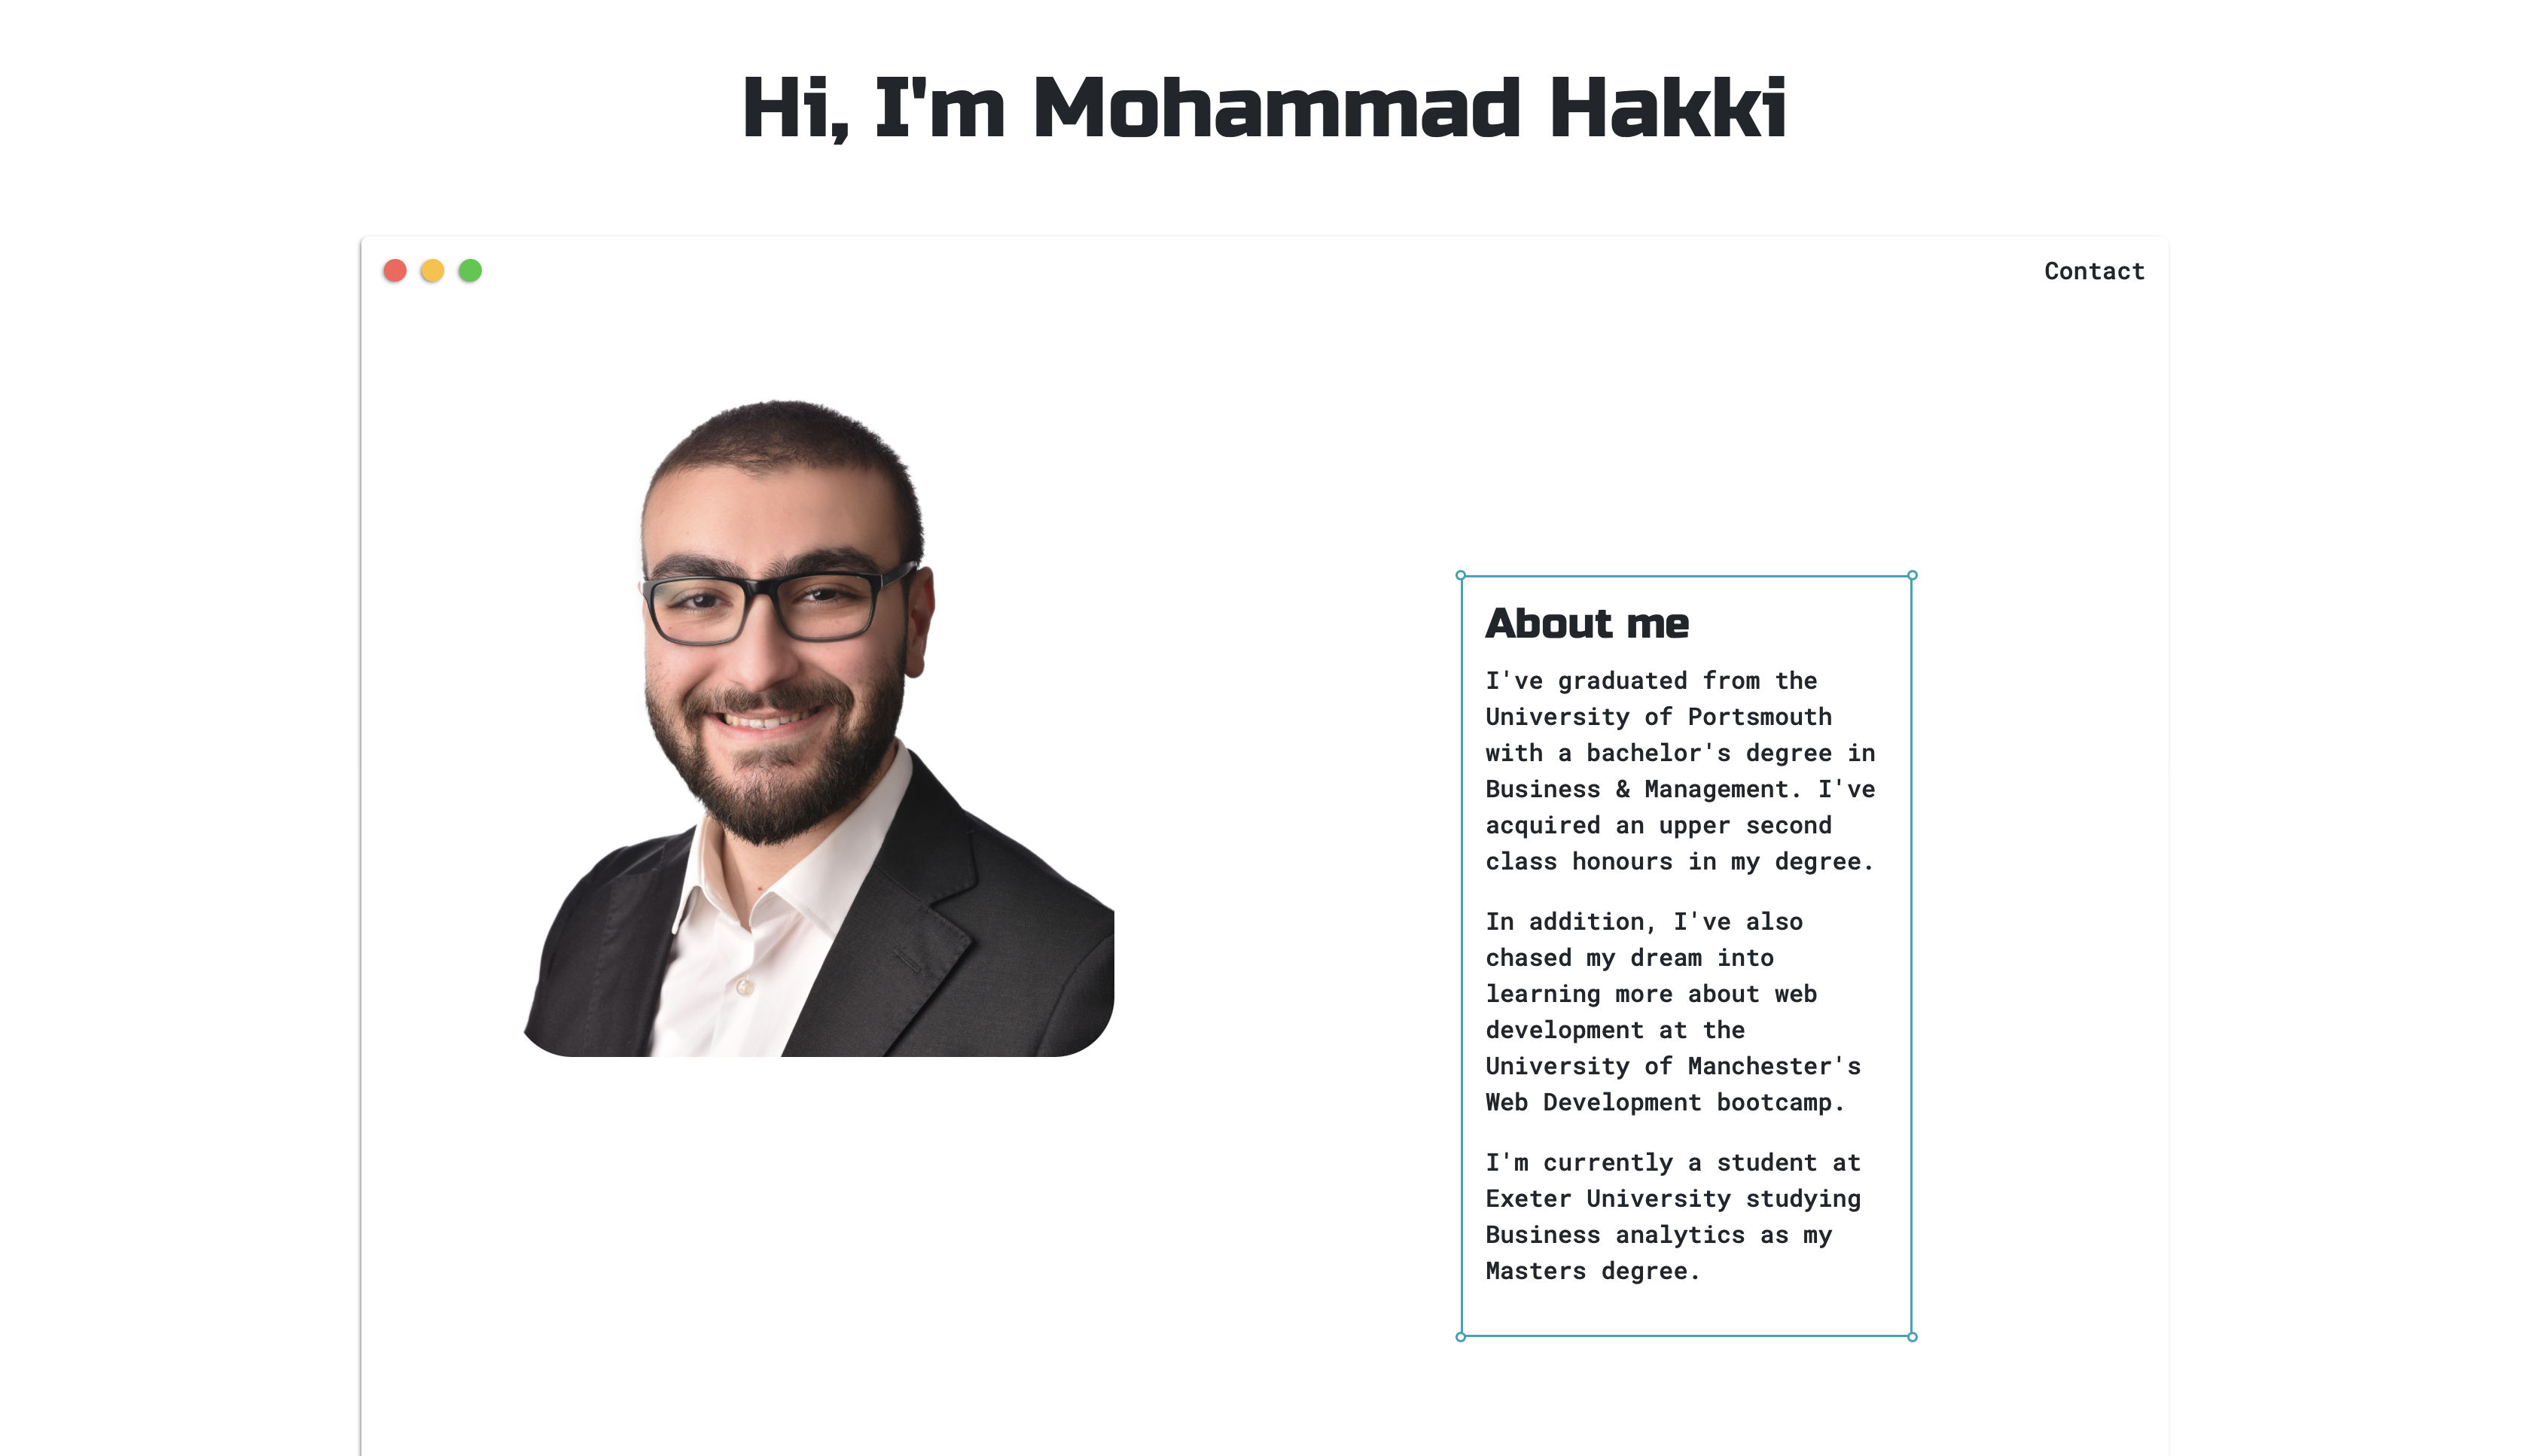 Hi, I'm Mohammad Hakki
Contact
About me
I've graduated from the
University of Portsmouth
with a bachelor's degree in
Business & Management. I've
acquired an upper second
class honours in my degree.
In addition, I've also
chased my dream into
learning more about web
development at the
University of Manchester's
Web Development bootcamp.
I'm currently a student at
Exeter University studying
Business analytics as my
Masters degree.